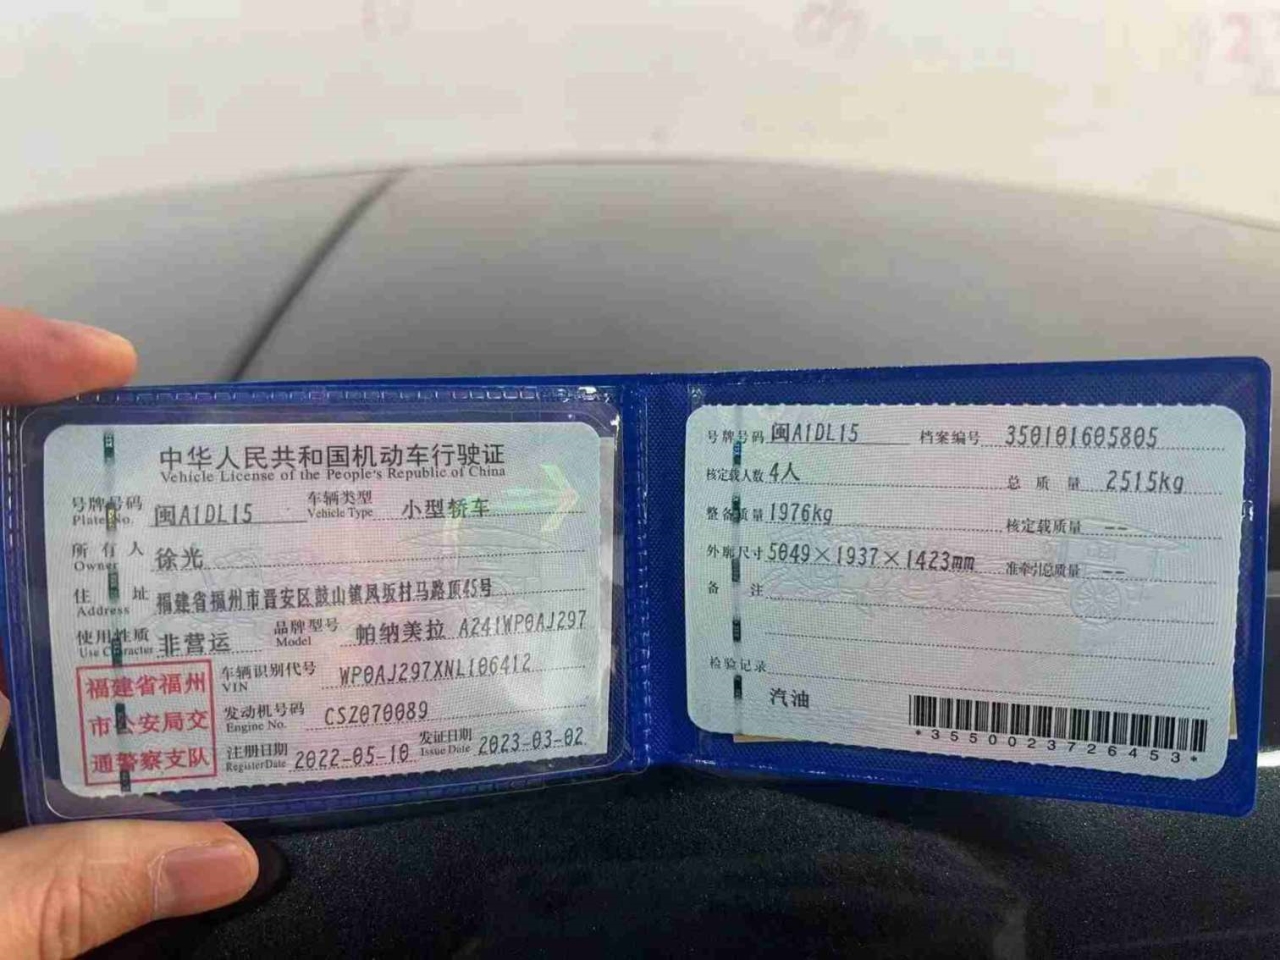 中华人民共和国机动车行驶证
Vehicle License of the People's Republic of China
号牌号码 闽A1DL15 车辆类型 小型轿车
Plate No. Vehicle Type
所有人 徐光
Owner
住址 福建省福州市晋安区鼓山镇凤坂村马路顶45号
Address
使用性质 非营运 品牌型号 帕纳美拉 A241WP0AJ297
Use Character Model
福建省福州市公安局交通警察支队
车辆识别代号 WP0AJ297XNL106412
VIN
发动机号码 CSZ070089
Engine No.
注册日期 2022-05-10 发证日期 2023-03-02
Register Date Issue Date
号牌号码 闽A1DL15 档案编号 350101605805
核定载人数 4人 总质量 2515kg
整备质量 1976kg 核定载质量 --
外廓尺寸 5049×1937×1423mm 准牵引总质量 --
备注
检验记录
汽油
*3550023726453*